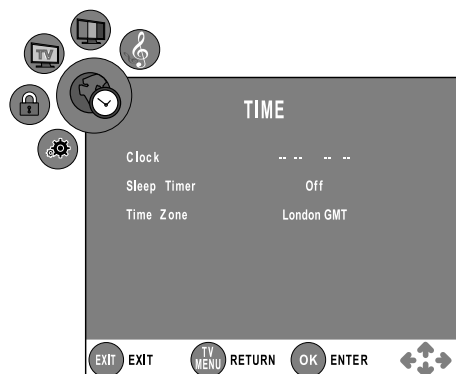 TV
TIME
Clock -- -- -- --
Sleep Timer Off
Time Zone London GMT
EXIT EXIT TV MENU RETURN OK ENTER